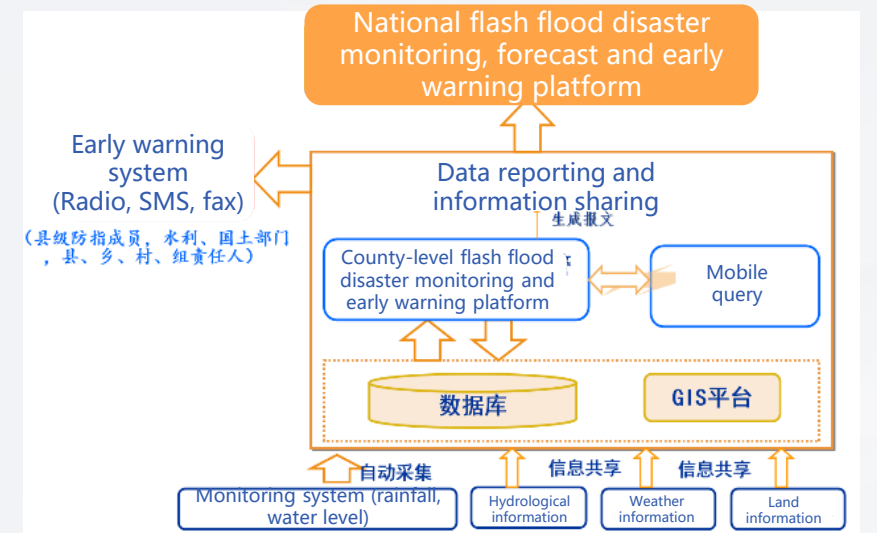 National flash flood disaster
monitoring, forecast and early
warning platform
Early warning
system
(Radio, SMS, fax)
(县级防指成员，水利、国土部门
，县、乡、村、组责任人)
Data reporting and
information sharing
生成报文
County-level flash flood
disaster monitoring and
early warning platform
Mobile
query
数据库
GIS平台
自动采集
信息共享
信息共享
Monitoring system (rainfall,
water level)
Hydrological
information
Weather
information
Land
information